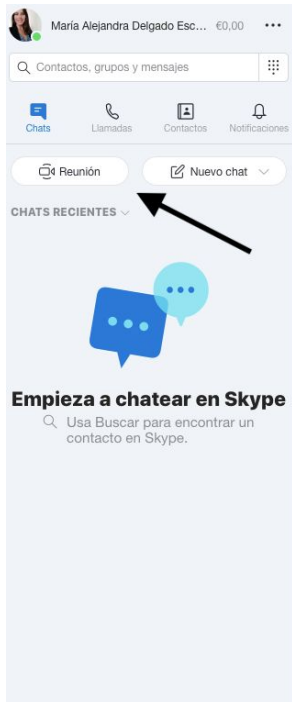 María Alejandra Delgado Esc... €0,00
Contactos, grupos y mensajes
Chats Llamadas Contactos Notificaciones
Reunión Nuevo chat
CHATS RECIENTES
Empieza a chatear en Skype
Usa Buscar para encontrar un
contacto en Skype.